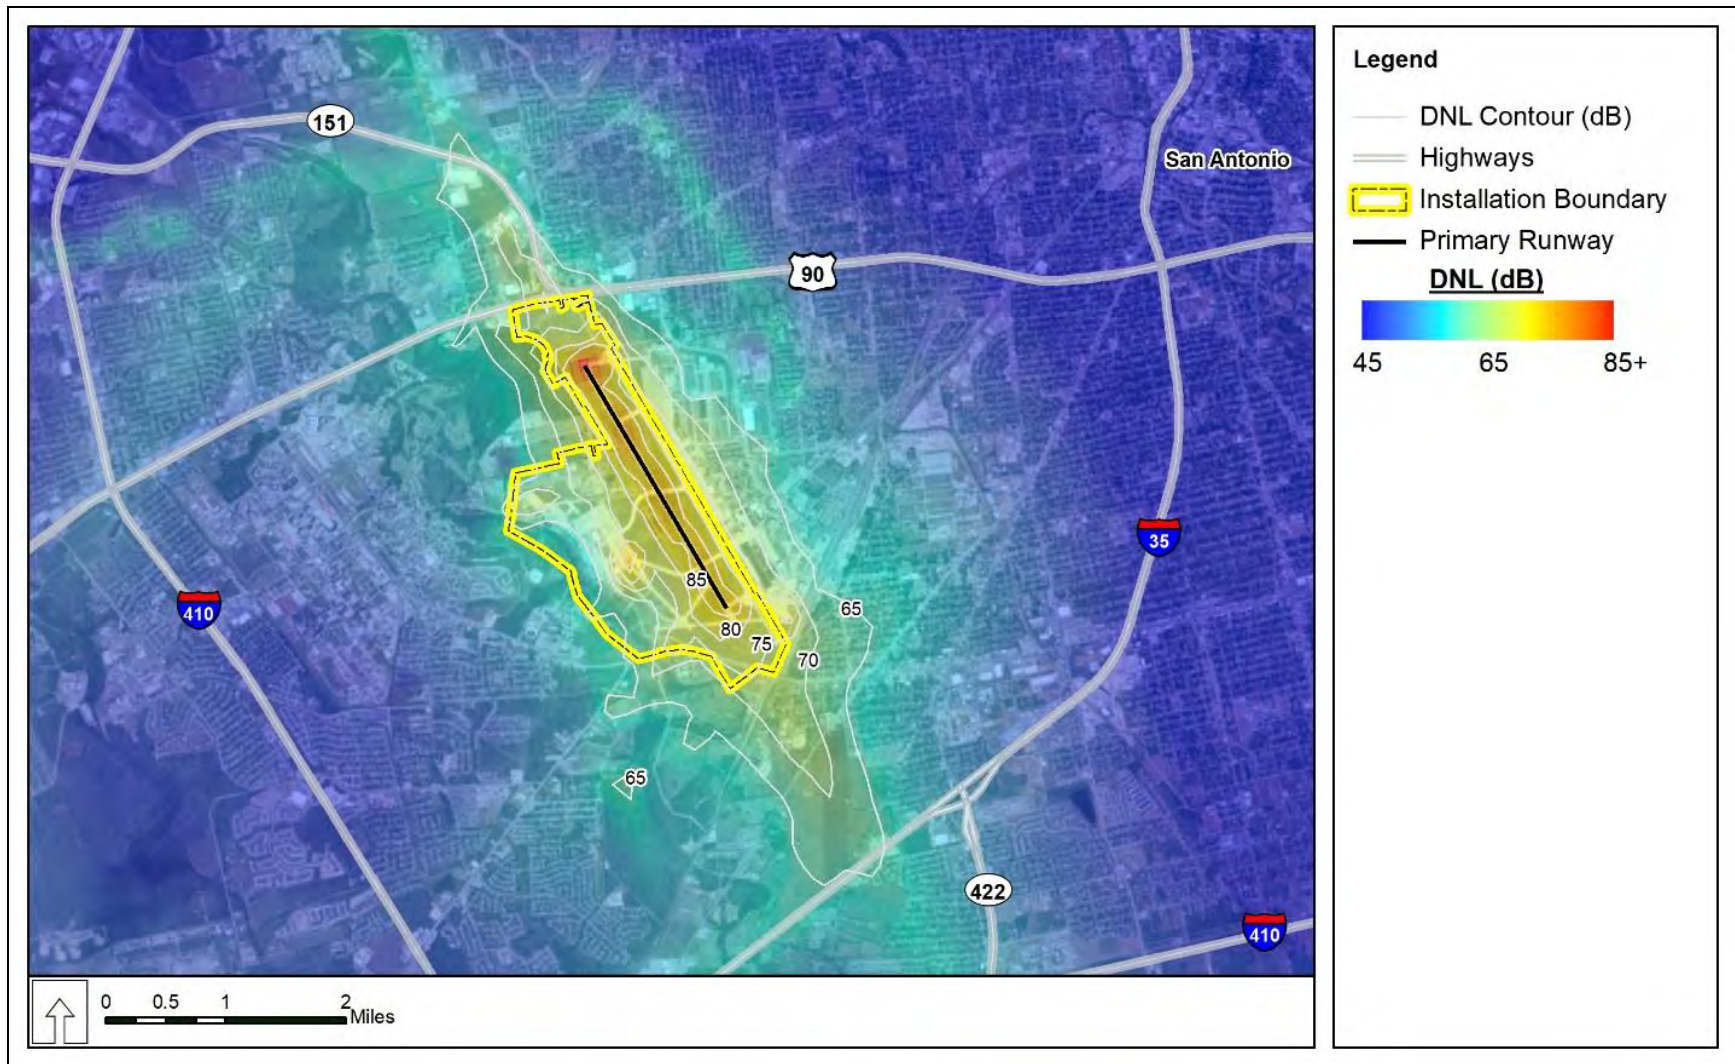 151
San Antonio
90
35
410
85
65
80
75
70
65
422
410
0 0.5 1 2
Miles
Legend
DNL Contour (dB)
Highways
Installation Boundary
Primary Runway
DNL (dB)
45 65 85+